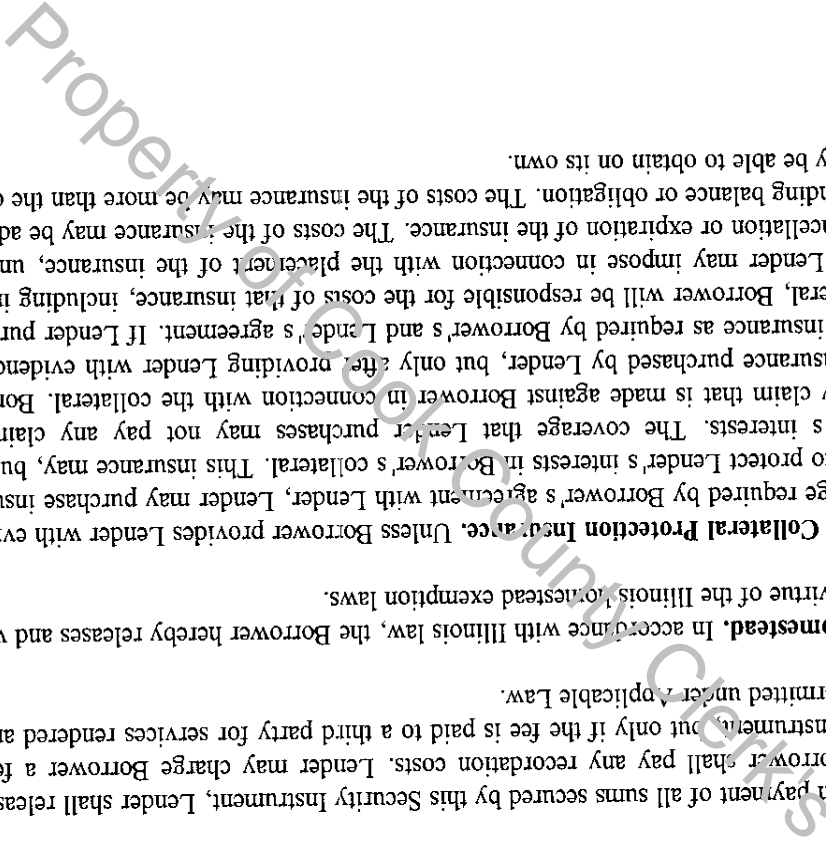 n payment of all sums secured by this Security Instrument, Lender shall releas
orrower shall pay any recordation costs. Lender may charge Borrower a fe
nstrument, but only if the fee is paid to a third party for services rendered an
rmitted under Applicable Law.
omestead. In accordance with Illinois law, the Borrower hereby releases and w
virtue of the Illinois homestead exemption laws.
Collateral Protection Insurance. Unless Borrower provides Lender with evi
ge required by Borrower's agreement with Lender, Lender may purchase insu
to protect Lender's interests in Borrower's collateral. This insurance may, bu
s interests. The coverage that Lender purchases may not pay any claim
y claim that is made against Borrower in connection with the collateral. Bor
nsurance purchased by Lender, but only after providing Lender with evidenc
insurance as required by Borrower's and Lender's agreement. If Lender pur
eral, Borrower will be responsible for the costs of that insurance, including in
Lender may impose in connection with the placement of the insurance, un
ncellation or expiration of the insurance. The costs of the insurance may be ad
nding balance or obligation. The costs of the insurance may be more than the c
y be able to obtain on its own.
Property of Cook County Clerk's